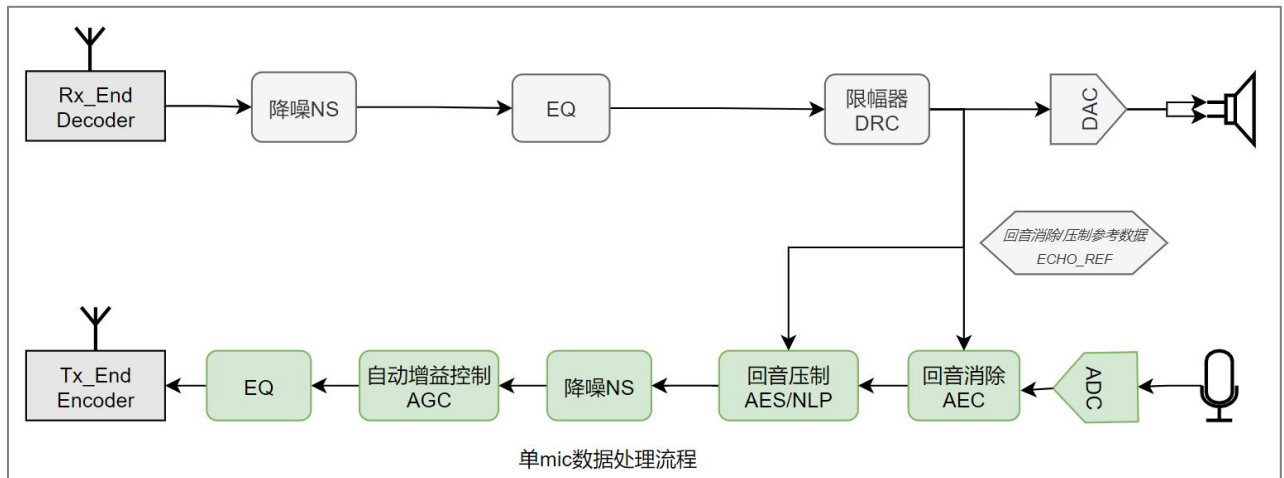 Rx_End
Decoder
降噪NS
EQ
限幅器
DRC
DAC
回音消除/压制参考数据
ECHO_REF
Tx_End
Encoder
EQ
自动增益控制
AGC
降噪NS
回音压制
AES/NLP
回音消除
AEC
ADC
单mic数据处理流程